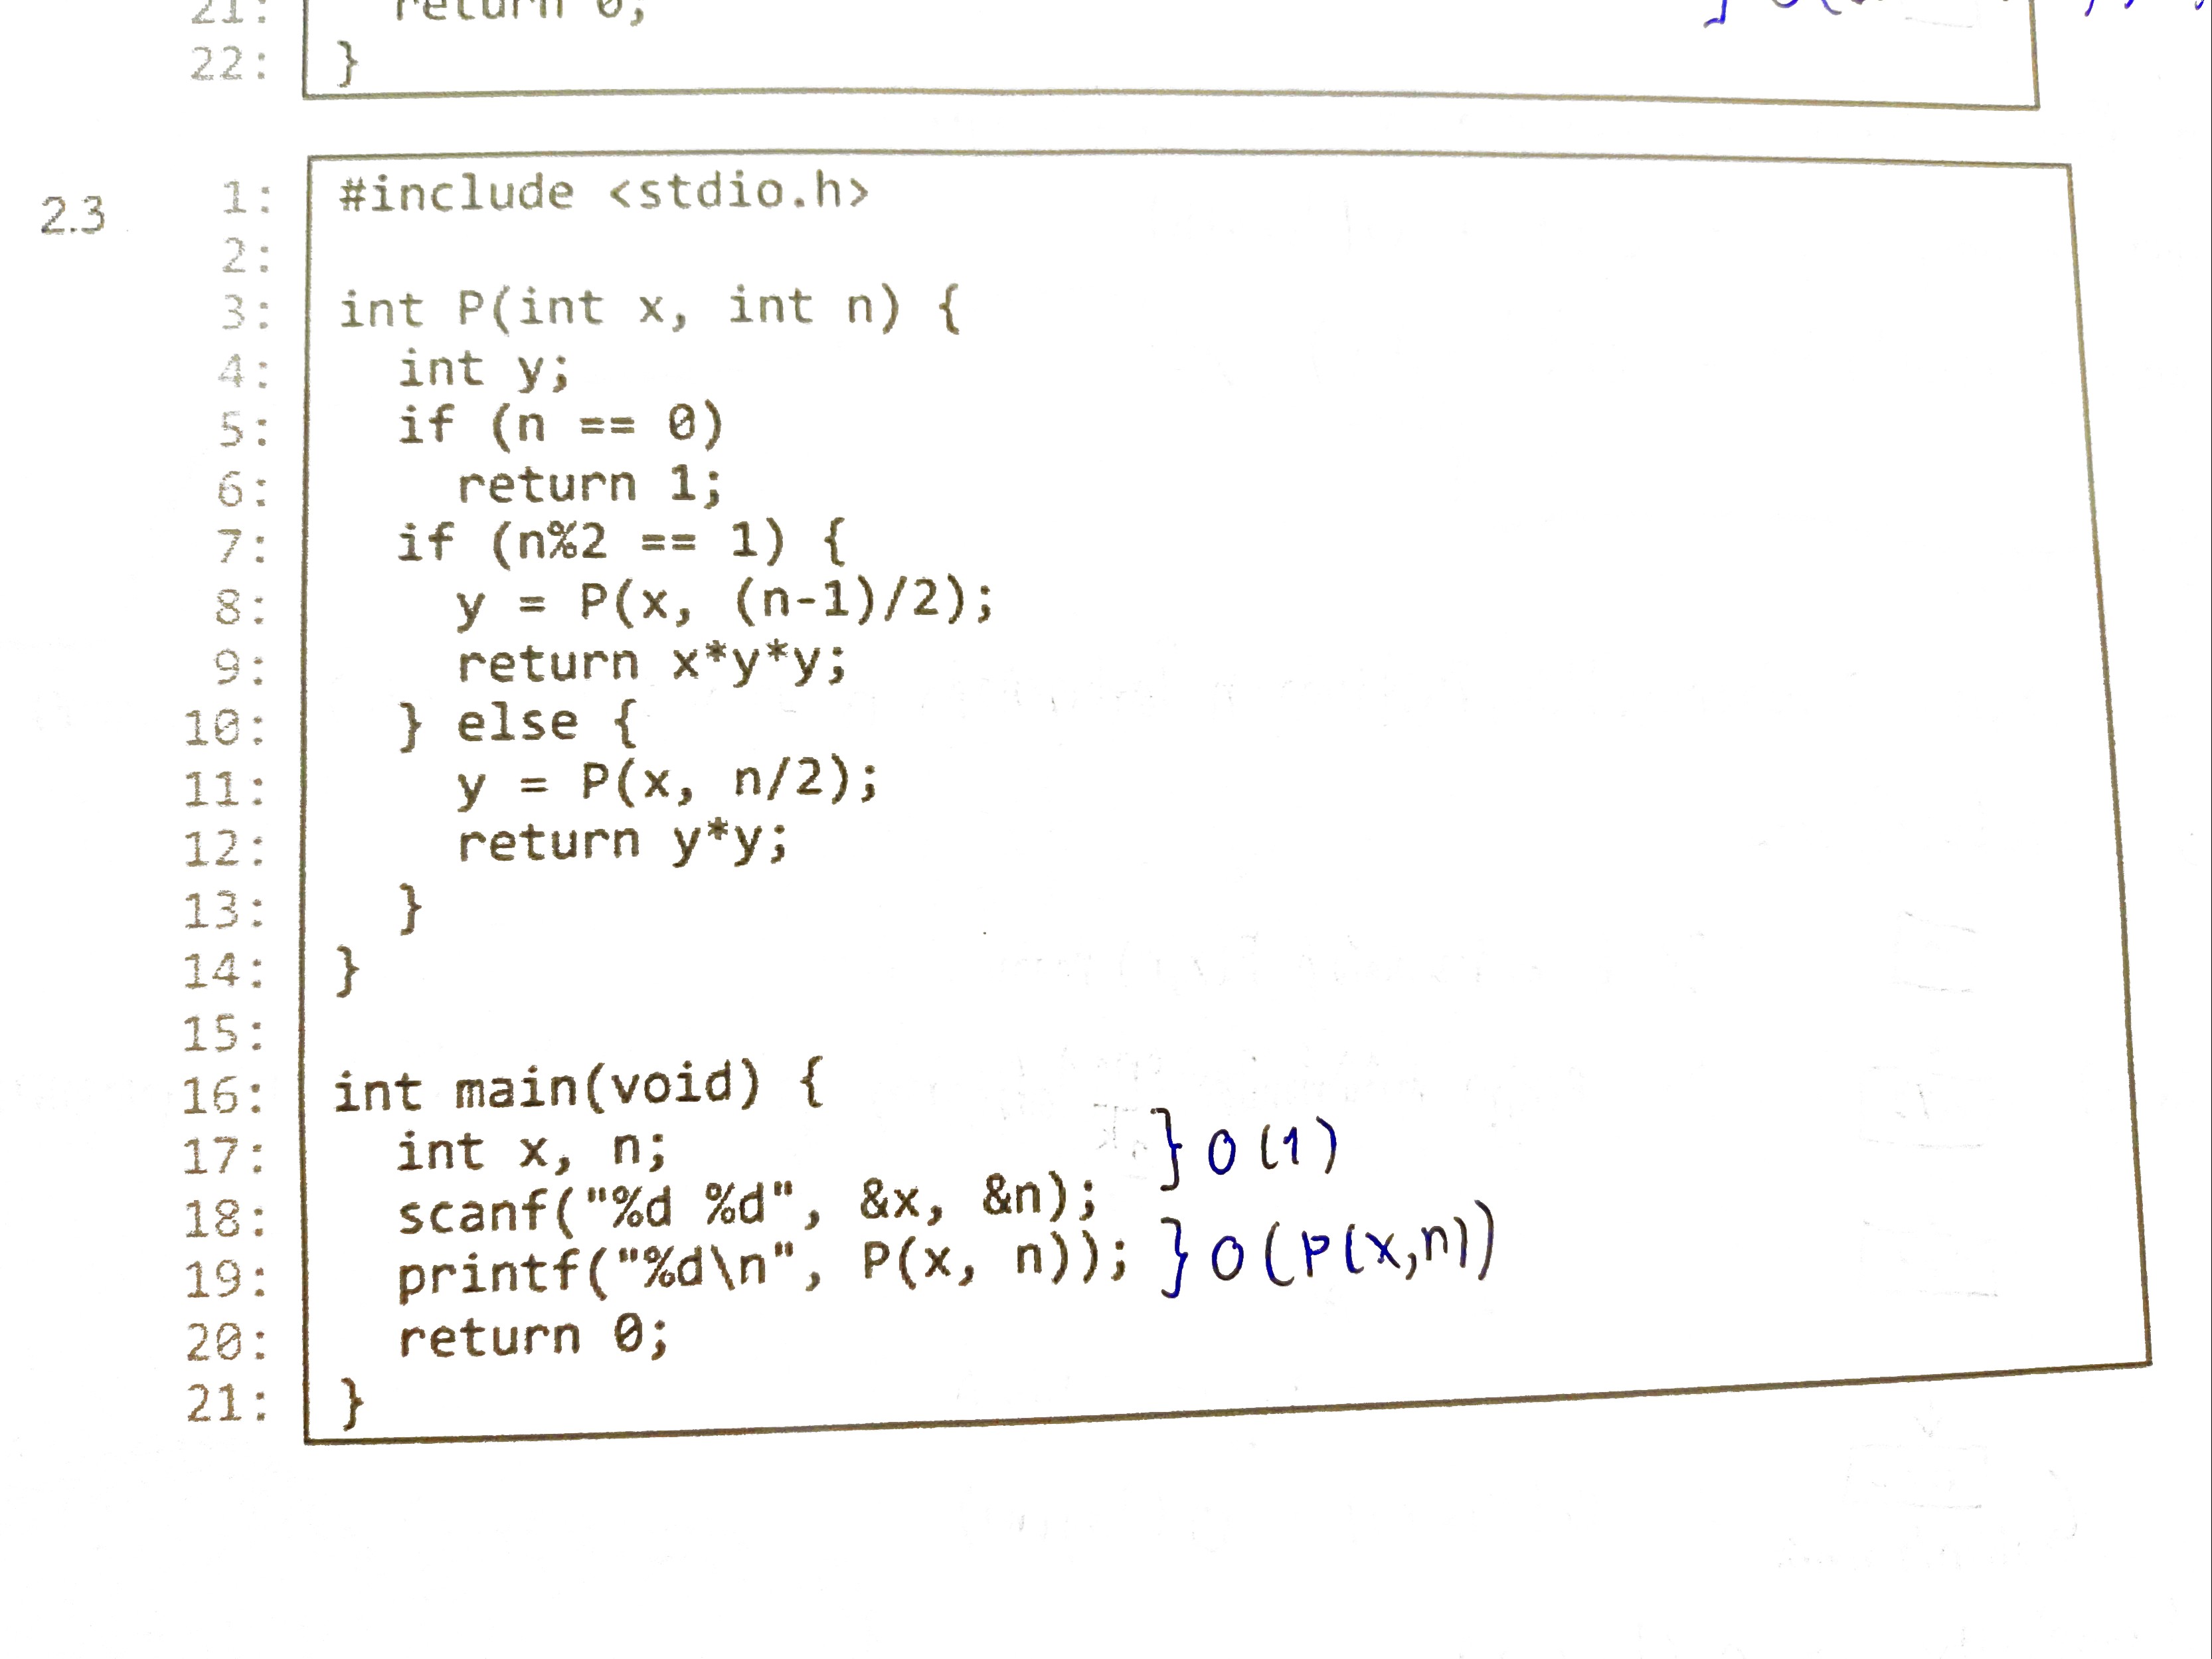 21: return 0;
22: }
2.3
1: #include <stdio.h>
2:
3: int P(int x, int n) {
4: int y;
5: if (n == 0)
6: return 1;
7: if (n%2 == 1) {
8: y = P(x, (n-1)/2);
9: return x*y*y;
10: } else {
11: y = P(x, n/2);
12: return y*y;
13: }
14: }
15:
16: int main(void) {
17: int x, n; } O(1)
18: scanf("%d %d", &x, &n);
19: printf("%d\n", P(x, n)); } O(P(x,n))
20: return 0;
21: }